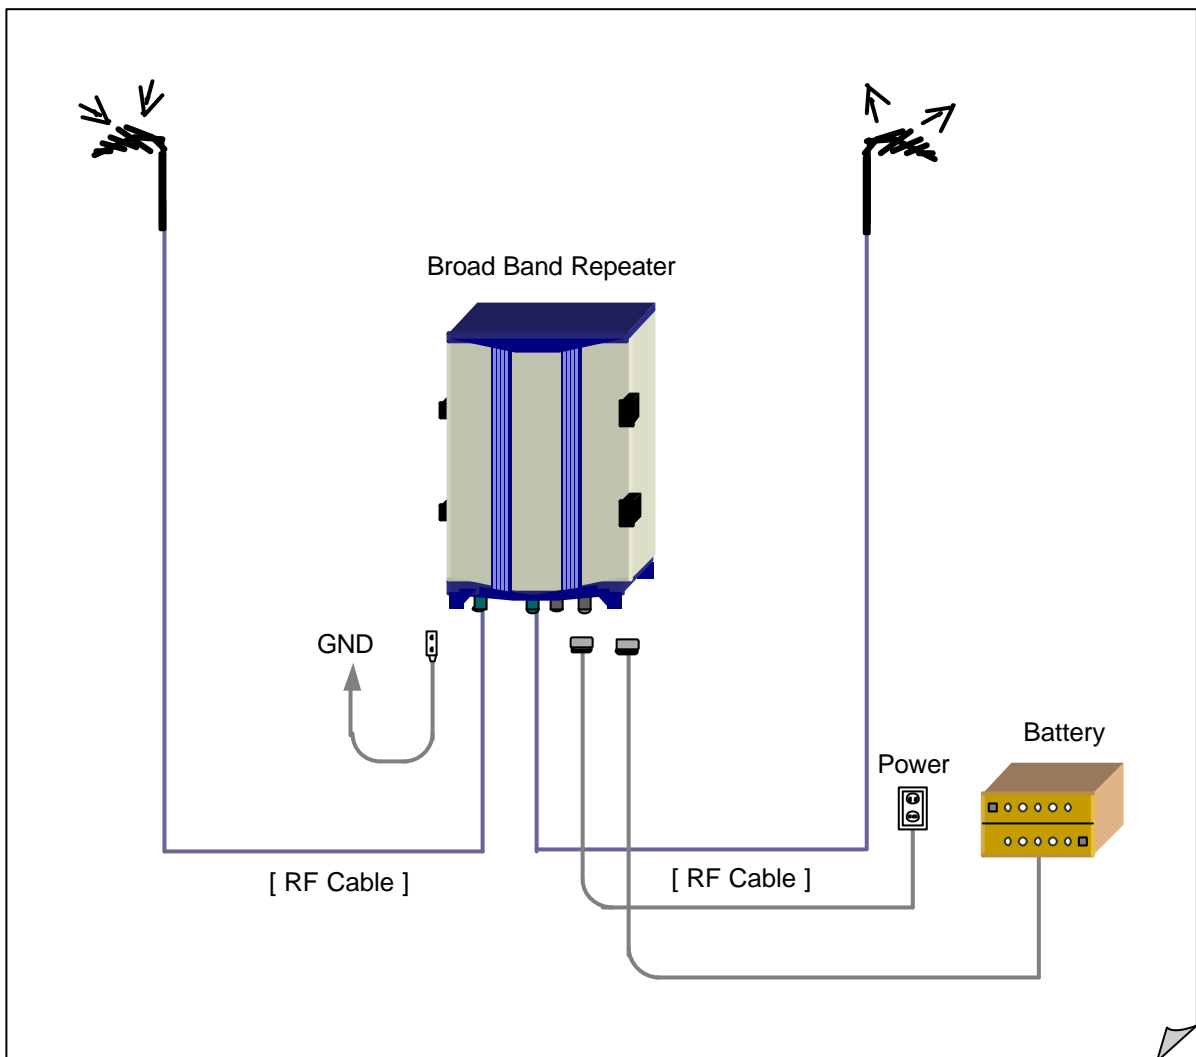 Broad Band Repeater
GND
Battery
Power
[ RF Cable ]
[ RF Cable ]